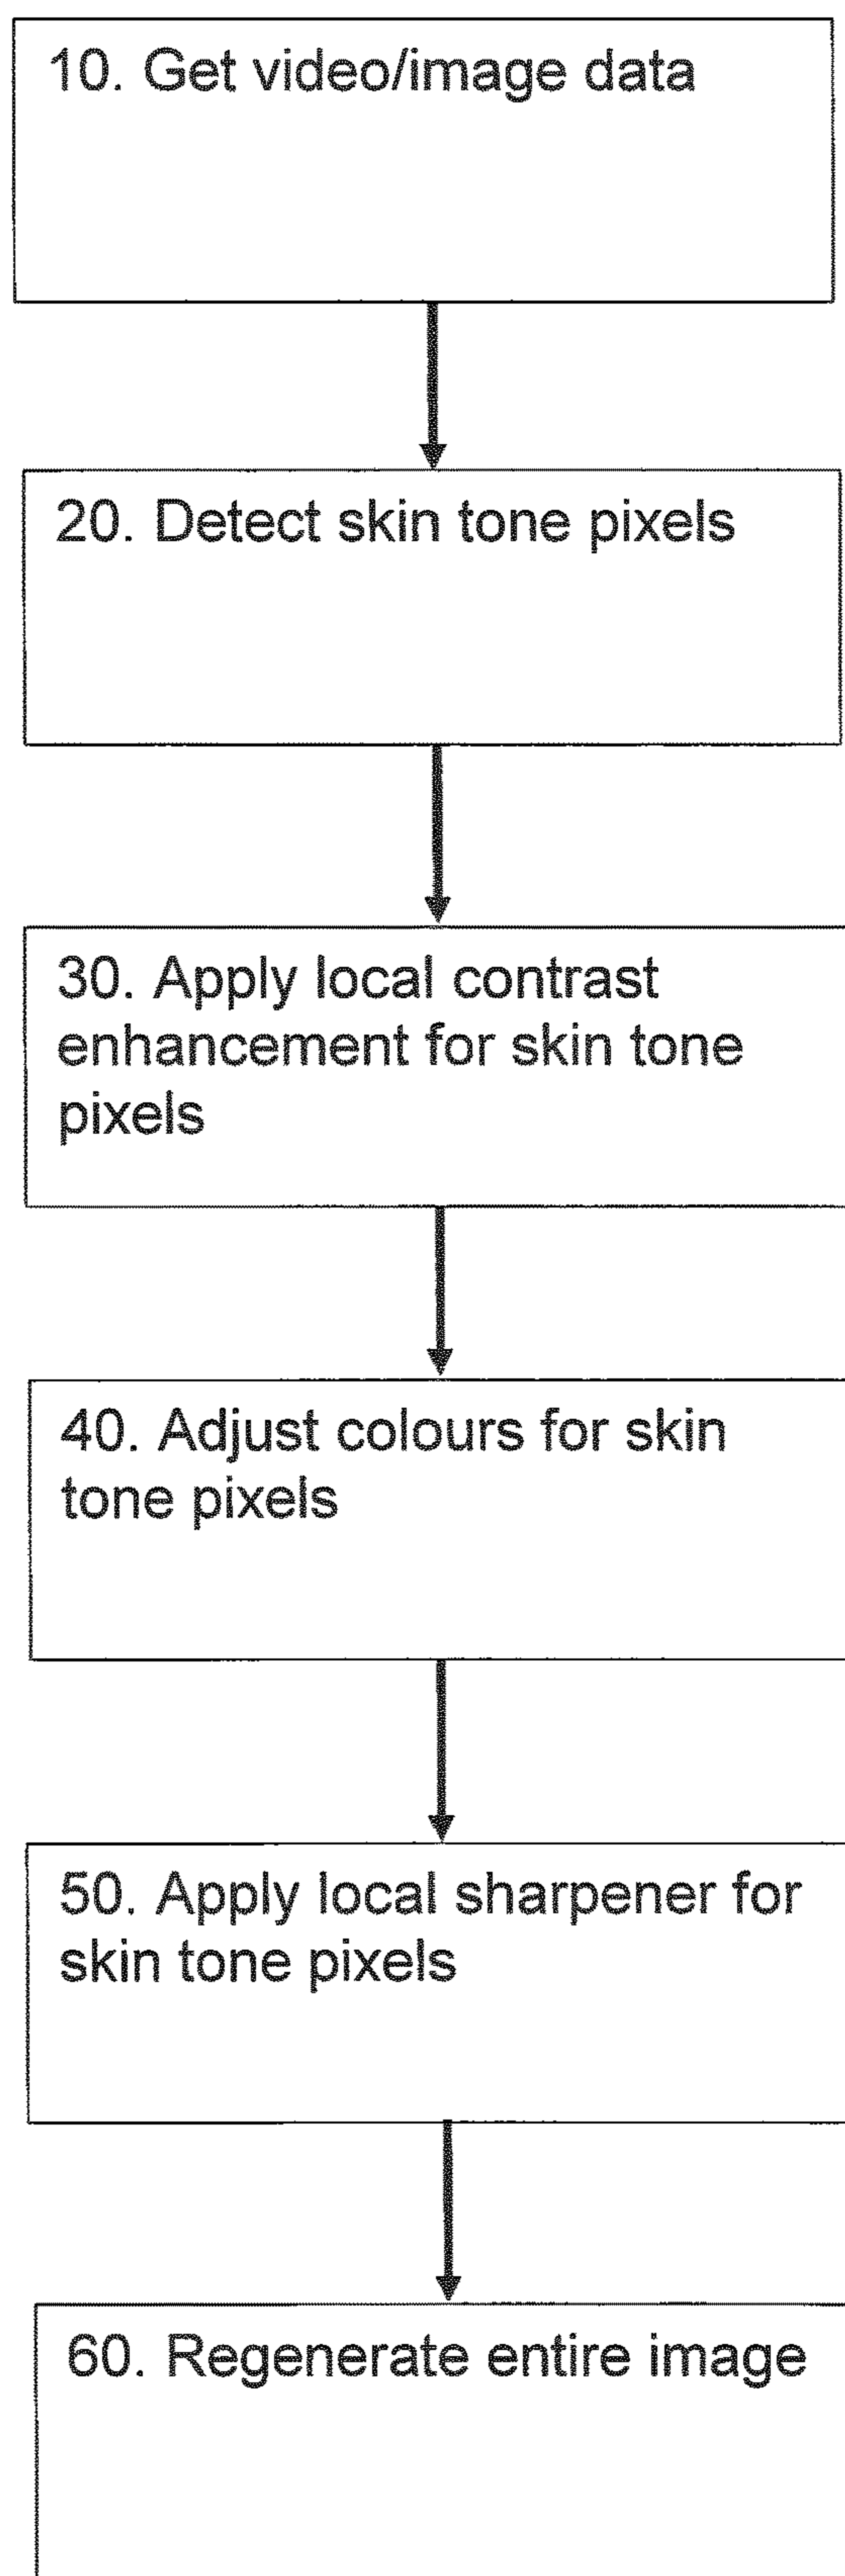 10. Get video/image data
20. Detect skin tone pixels
30. Apply local contrast
enhancement for skin tone
pixels
40. Adjust colours for skin
tone pixels
50. Apply local sharpener for
skin tone pixels
60. Regenerate entire image